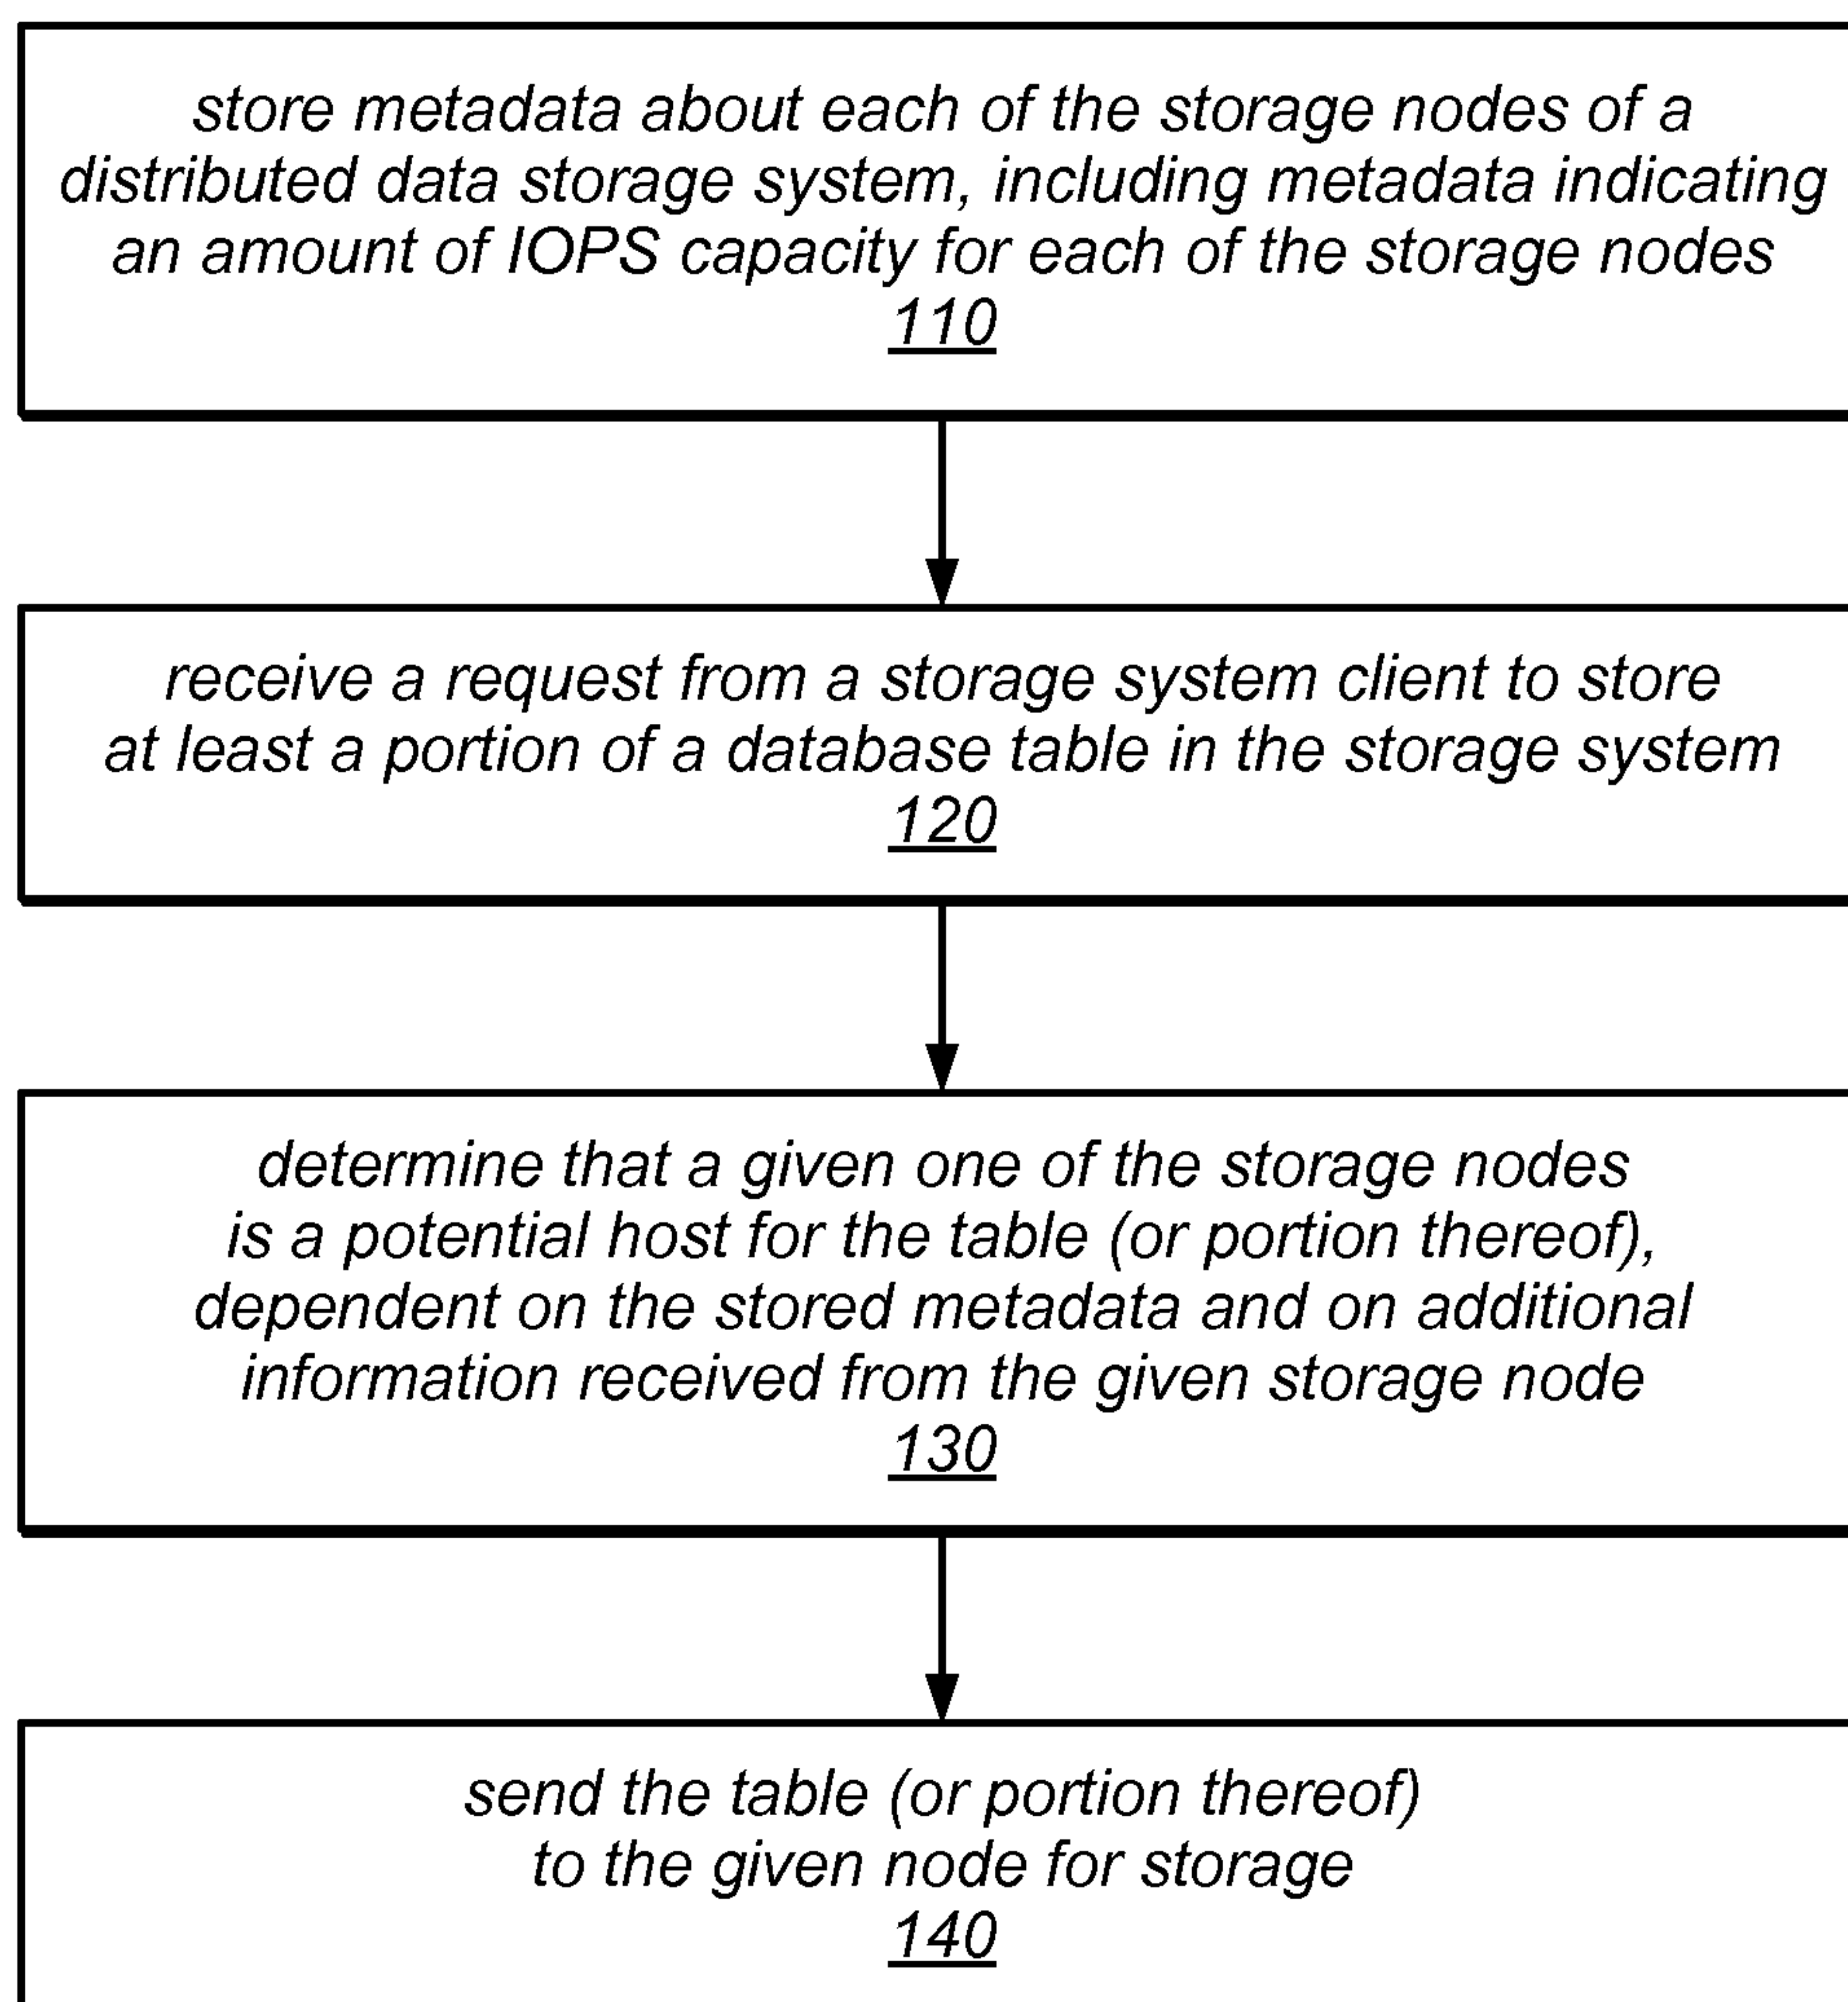 store metadata about each of the storage nodes of a
distributed data storage system, including metadata indicating
an amount of IOPS capacity for each of the storage nodes
110
receive a request from a storage system client to store
at least a portion of a database table in the storage system
120
determine that a given one of the storage nodes
is a potential host for the table (or portion thereof),
dependent on the stored metadata and on additional
information received from the given storage node
130
send the table (or portion thereof)
to the given node for storage
140